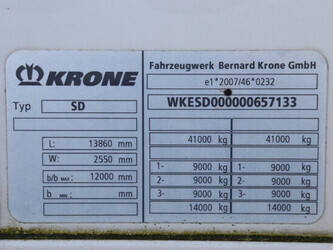 KRONE
Fahrzeugwerk Bernard Krone GmbH
e1*2007/46*0232
Typ SD
WKESD000000657133
L: 13860 mm
W: 2550 mm
b/b MAX: 12000 mm
b MIN: mm
41000 kg 41000 kg
1- 9000 kg 1- 9000 kg
2- 9000 kg 2- 9000 kg
3- 9000 kg 3- 9000 kg
14000 kg 14000 kg